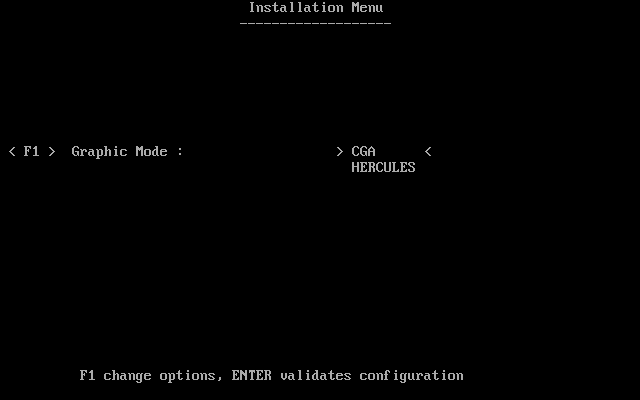 Installation Menu
-------------------
< F1 >  Graphic Mode :                   > CGA      <
HERCULES
F1 change options, ENTER validates configuration